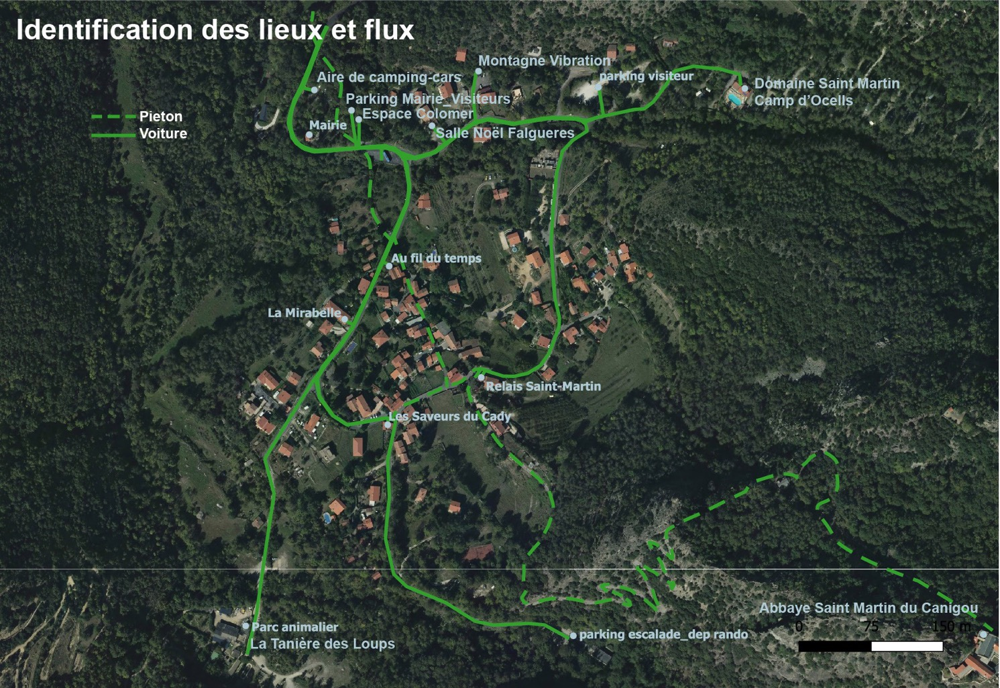 Identification des lieux et flux
Montagne Vibration
Aire de camping-cars
parking visiteur
Domaine Saint Martin
Camp d'Ocells
Parking Mairie_Visiteurs
Espace Colomer
Pieton
Voiture
Mairie
Salle Noël Falgueres
Au fil du temps
La Mirabelle
Relais Saint-Martin
Les Saveurs du Cady
Abbaye Saint Martin du Canigou
0 75 150 m
Parc animalier
La Tanière des Loups
parking escalade_dep rando